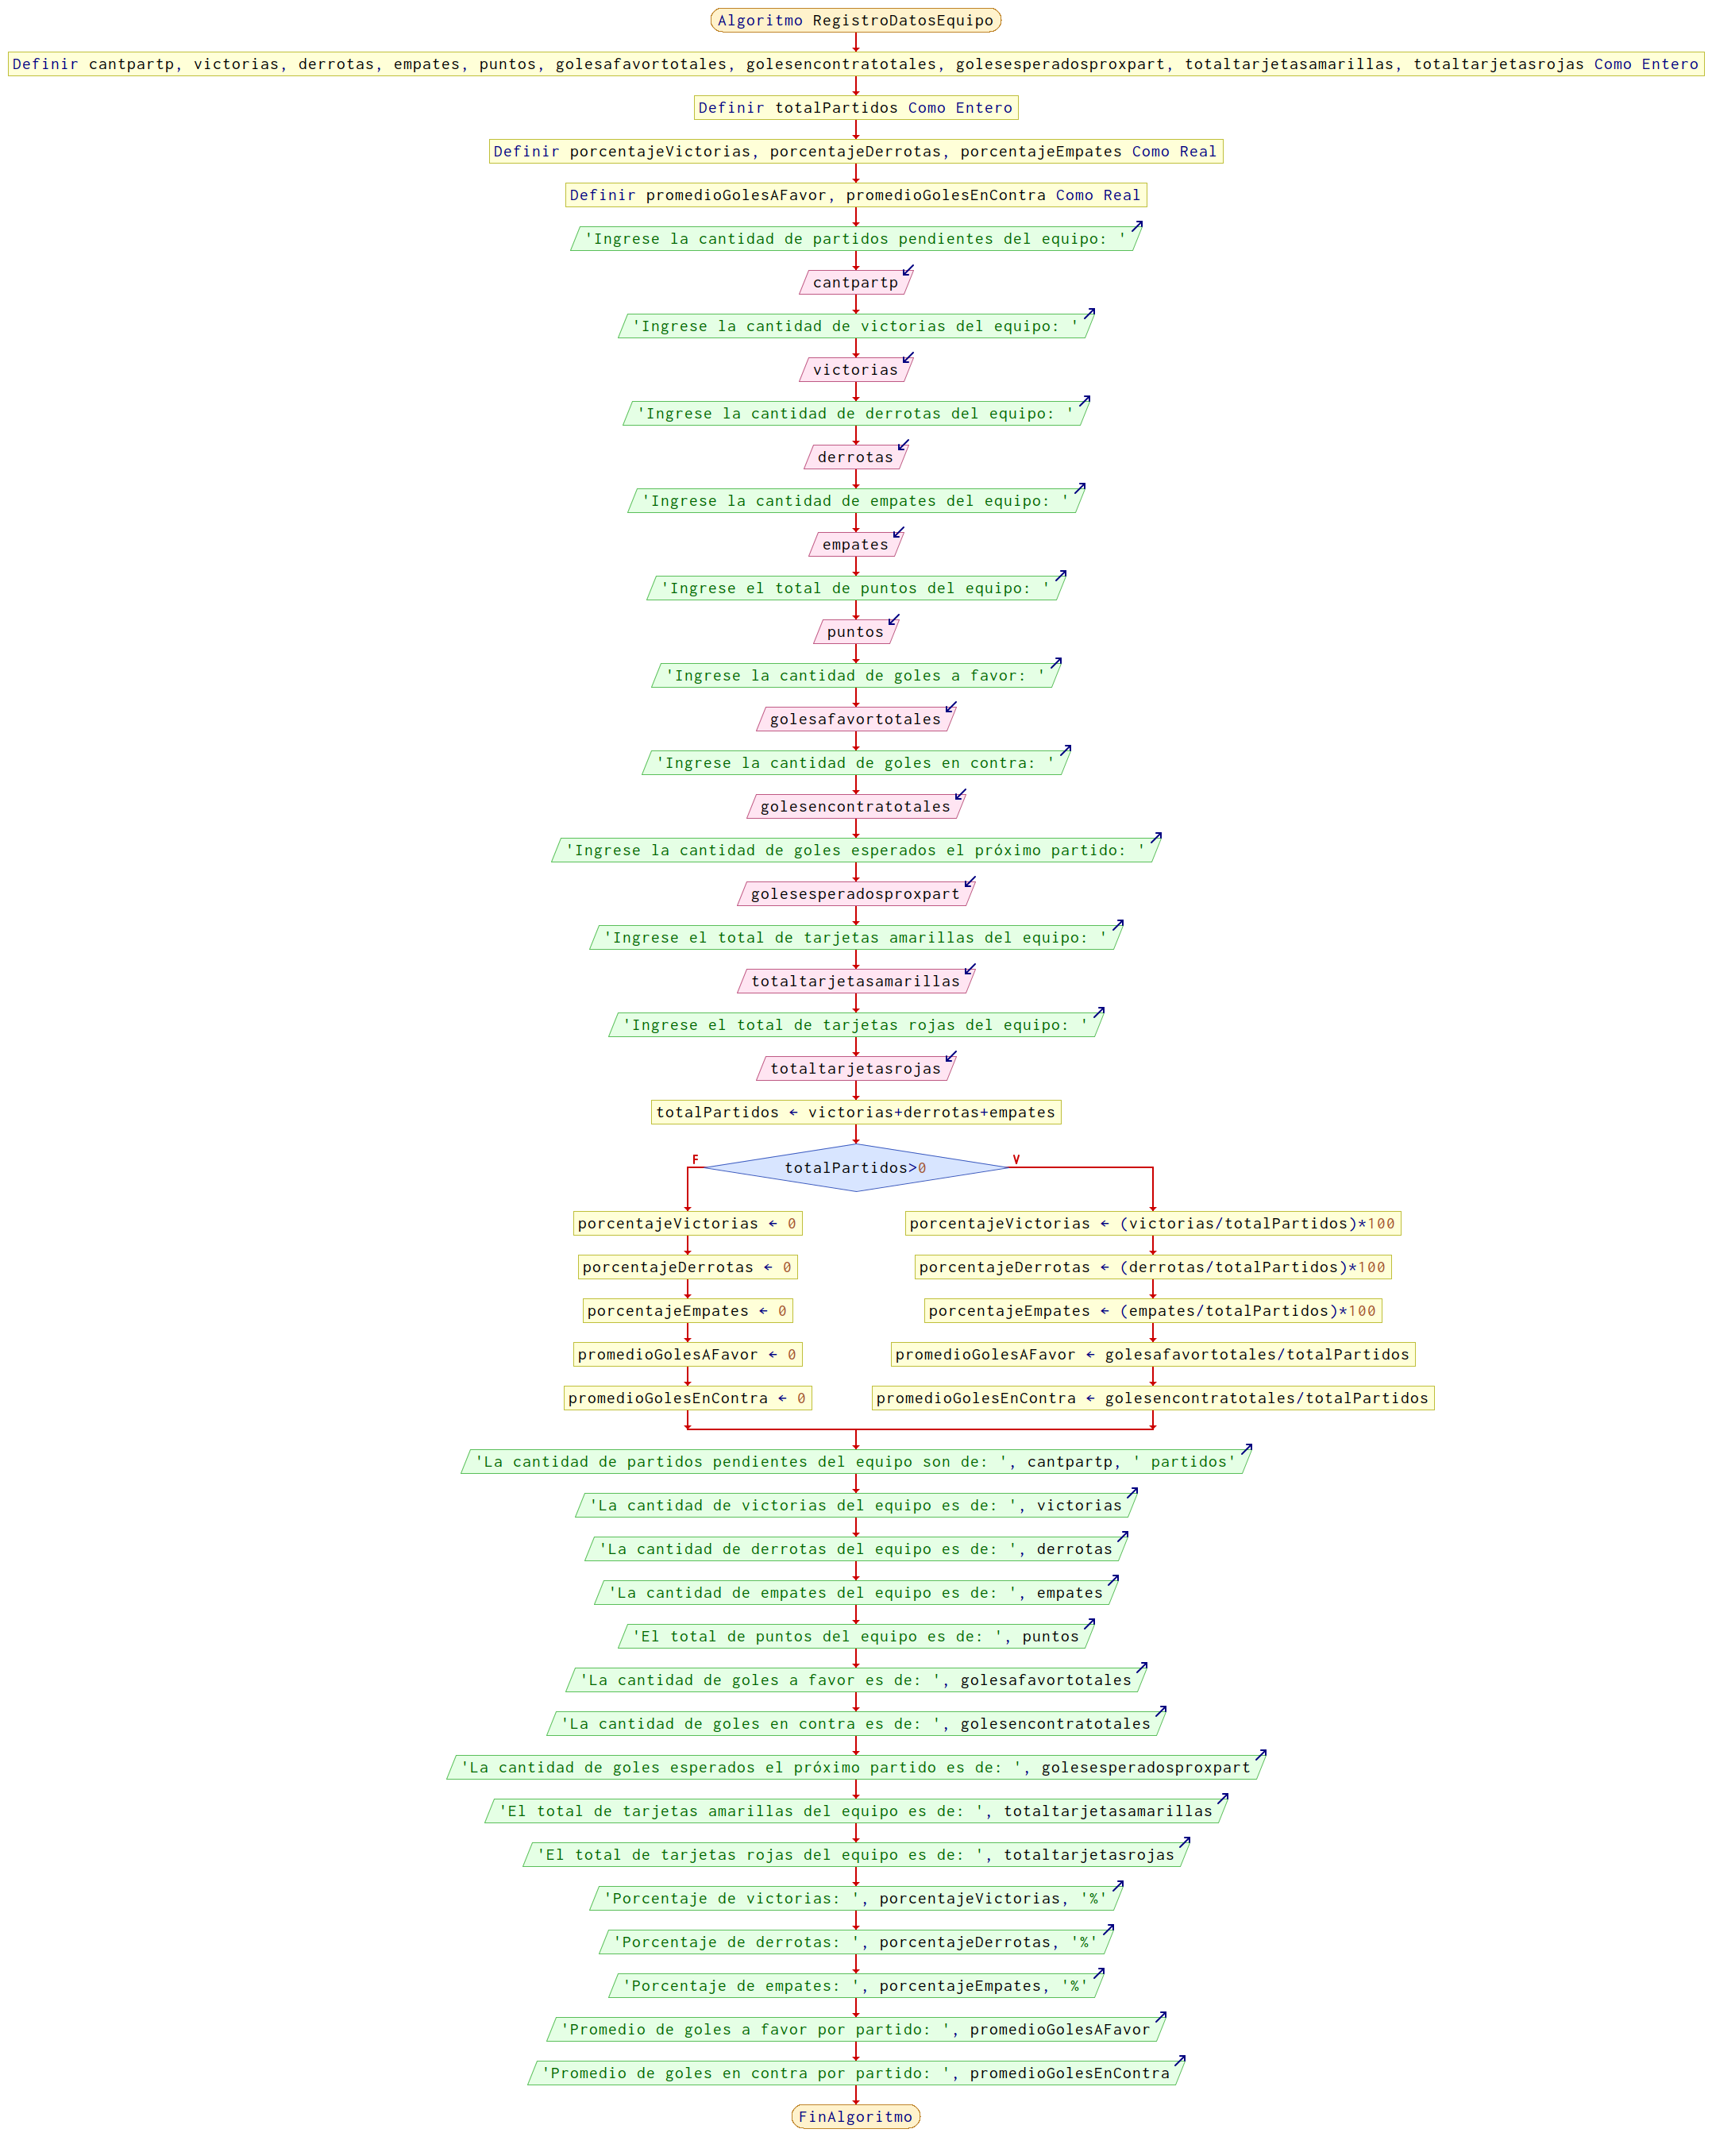 Algoritmo RegistroDatosEquipo
Definir cantpartp, victorias, derrotas, empates, puntos, golesafavortotales, golesencontratotales, golesesperadosproxpart, totaltarjetasamarillas, totaltarjetasrojas Como Entero
Definir totalPartidos Como Entero
Definir porcentajeVictorias, porcentajeDerrotas, porcentajeEmpates Como Real
Definir promedioGolesAFavor, promedioGolesEnContra Como Real
'Ingrese la cantidad de partidos pendientes del equipo: '
cantpartp
'Ingrese la cantidad de victorias del equipo: '
victorias
'Ingrese la cantidad de derrotas del equipo: '
derrotas
'Ingrese la cantidad de empates del equipo: '
empates
'Ingrese el total de puntos del equipo: '
puntos
'Ingrese la cantidad de goles a favor: '
golesafavortotales
'Ingrese la cantidad de goles en contra: '
golesencontratotales
'Ingrese la cantidad de goles esperados el próximo partido: '
golesesperadosproxpart
'Ingrese el total de tarjetas amarillas del equipo: '
totaltarjetasamarillas
'Ingrese el total de tarjetas rojas del equipo: '
totaltarjetasrojas
totalPartidos ← victorias+derrotas+empates
F
totalPartidos>0
V
porcentajeVictorias ← 0
porcentajeDerrotas ← 0
porcentajeEmpates ← 0
promedioGolesAFavor ← 0
promedioGolesEnContra ← 0
porcentajeVictorias ← (victorias/totalPartidos)*100
porcentajeDerrotas ← (derrotas/totalPartidos)*100
porcentajeEmpates ← (empates/totalPartidos)*100
promedioGolesAFavor ← golesafavortotales/totalPartidos
promedioGolesEnContra ← golesencontratotales/totalPartidos
'La cantidad de partidos pendientes del equipo son de: ', cantpartp, ' partidos'
'La cantidad de victorias del equipo es de: ', victorias
'La cantidad de derrotas del equipo es de: ', derrotas
'La cantidad de empates del equipo es de: ', empates
'El total de puntos del equipo es de: ', puntos
'La cantidad de goles a favor es de: ', golesafavortotales
'La cantidad de goles en contra es de: ', golesencontratotales
'La cantidad de goles esperados el próximo partido es de: ', golesesperadosproxpart
'El total de tarjetas amarillas del equipo es de: ', totaltarjetasamarillas
'El total de tarjetas rojas del equipo es de: ', totaltarjetasrojas
'Porcentaje de victorias: ', porcentajeVictorias, '%'
'Porcentaje de derrotas: ', porcentajeDerrotas, '%'
'Porcentaje de empates: ', porcentajeEmpates, '%'
'Promedio de goles a favor por partido: ', promedioGolesAFavor
'Promedio de goles en contra por partido: ', promedioGolesEnContra
FinAlgoritmo